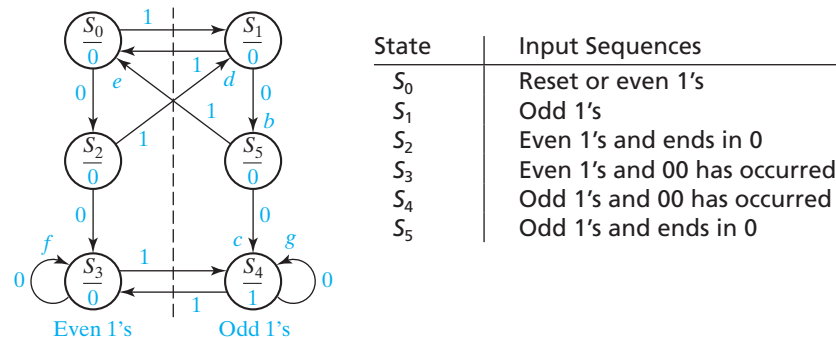 S0 0
1
S1 0
1
0 e d 0
1 b
S2 0
1
S5 0
0 0
f c g
0 S3 0
1
S4 1
0
1
Even 1's Odd 1's
State Input Sequences
S0 Reset or even 1's
S1 Odd 1's
S2 Even 1's and ends in 0
S3 Even 1's and 00 has occurred
S4 Odd 1's and 00 has occurred
S5 Odd 1's and ends in 0